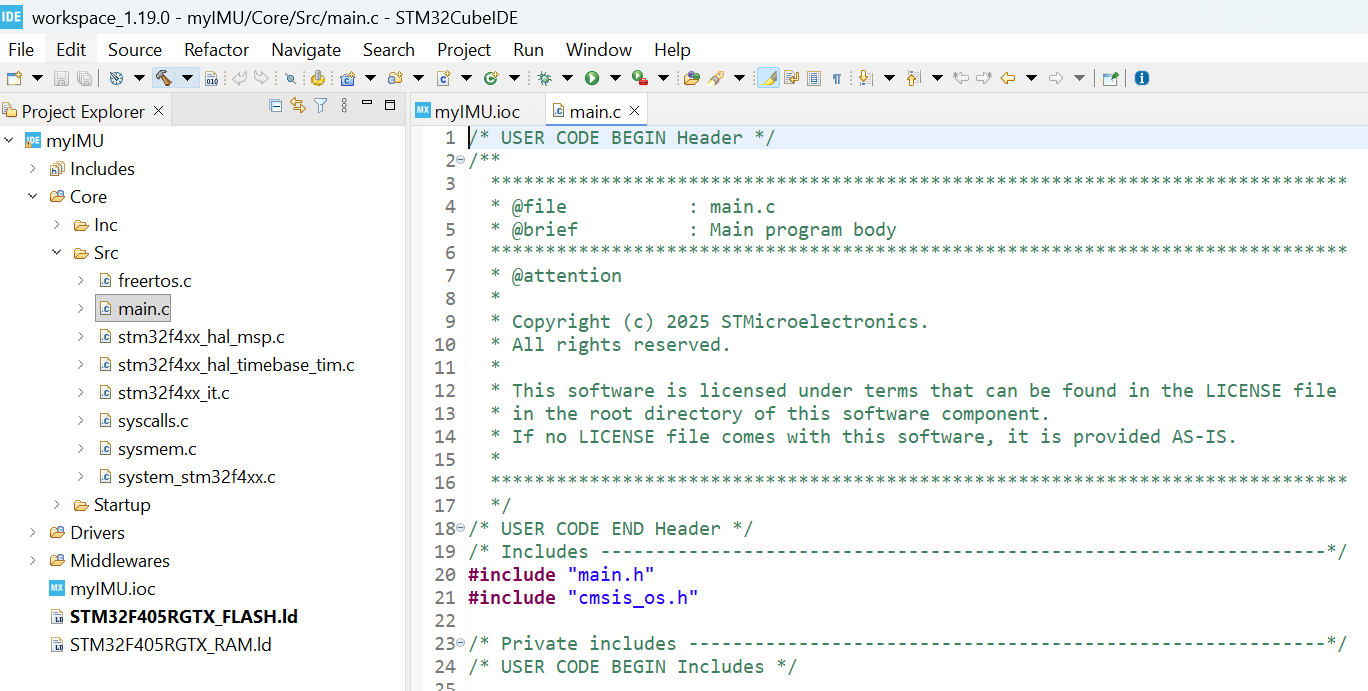 IDE workspace_1.19.0 - myIMU/Core/Src/main.c - STM32CubeIDE
File Edit Source Refactor Navigate Search Project Run Window Help
Project Explorer
myIMU
Includes
Core
Inc
Src
freertos.c
main.c
stm32f4xx_hal_msp.c
stm32f4xx_hal_timebase_tim.c
stm32f4xx_it.c
syscalls.c
sysmem.c
system_stm32f4xx.c
Startup
Drivers
Middlewares
MX myIMU.ioc
STM32F405RGTX_FLASH.ld
STM32F405RGTX_RAM.ld
MX myIMU.ioc main.c
1 /* USER CODE BEGIN Header */
2 /**
3 ******************************************************************************
4 * @file : main.c
5 * @brief : Main program body
6 ******************************************************************************
7 * @attention
8 *
9 * Copyright (c) 2025 STMicroelectronics.
10 * All rights reserved.
11 *
12 * This software is licensed under terms that can be found in the LICENSE file
13 * in the root directory of this software component.
14 * If no LICENSE file comes with this software, it is provided AS-IS.
15 *
16 ******************************************************************************
17 */
18 /* USER CODE END Header */
19 /* Includes ------------------------------------------------------------------*/
20 #include "main.h"
21 #include "cmsis_os.h"
22
23 /* Private includes ----------------------------------------------------------*/
24 /* USER CODE BEGIN Includes */
25